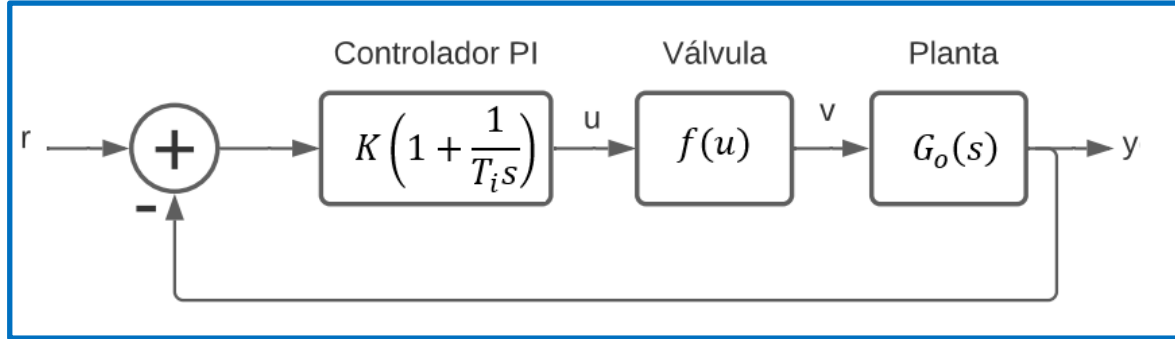 Controlador PI Válvula Planta
r + K(1 + 1/(T_i s)) u f(u) v G_o(s) y
-